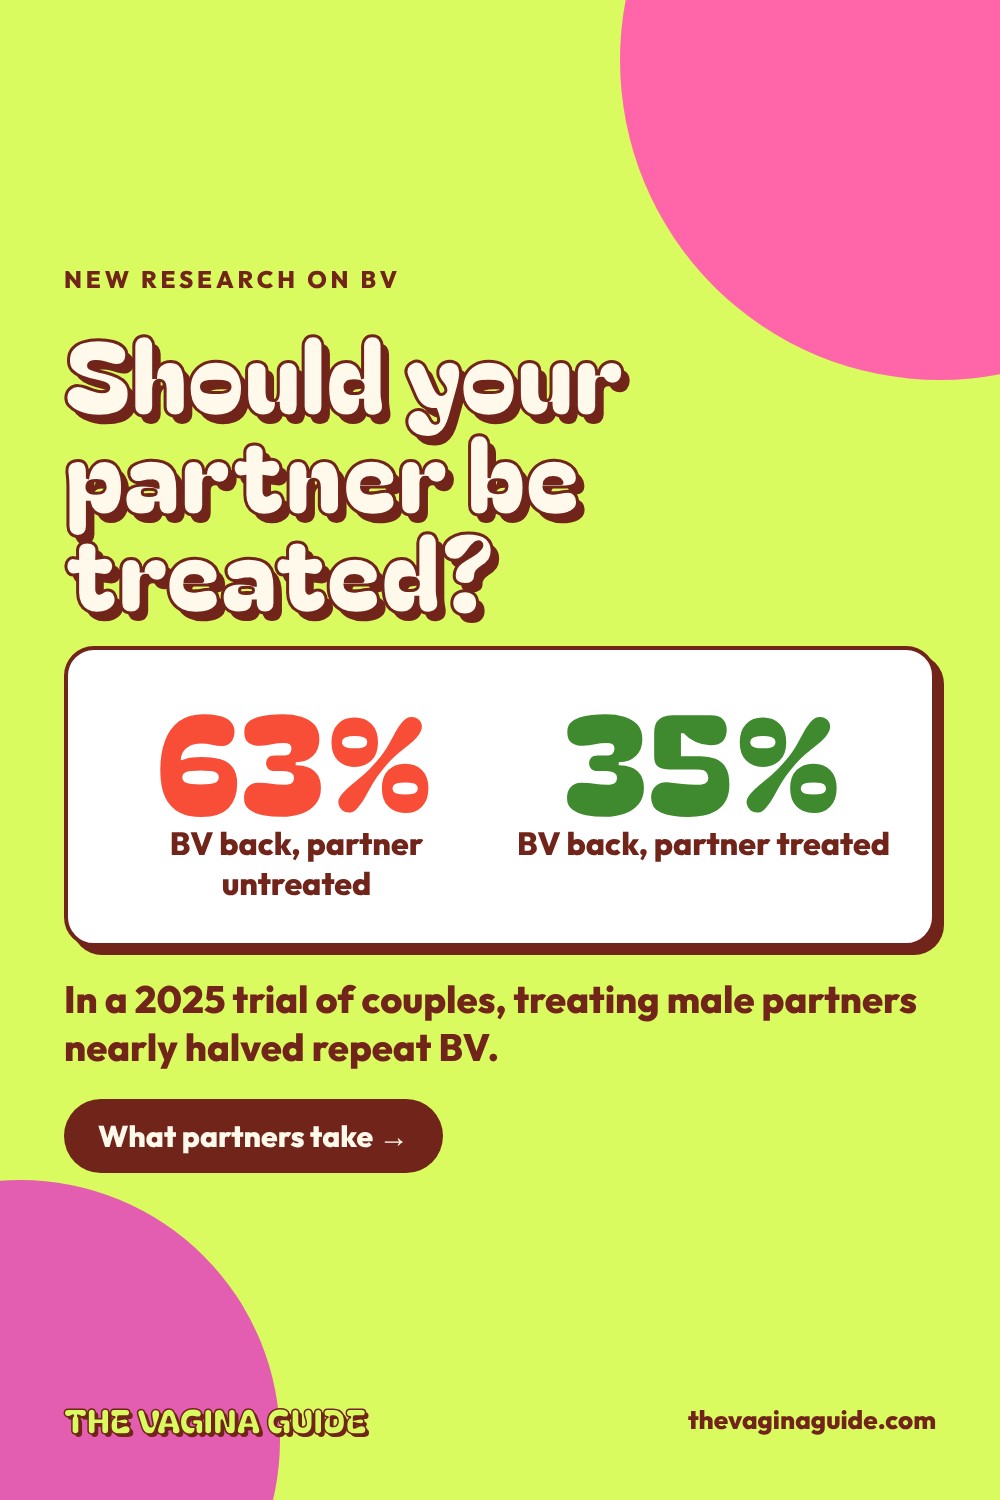 NEW RESEARCH ON BV
Should your
partner be
treated?
63%
BV back, partner
untreated
35%
BV back, partner treated
In a 2025 trial of couples, treating male partners
nearly halved repeat BV.
What partners take →
THE VAGINA GUIDE
thevaginaguide.com